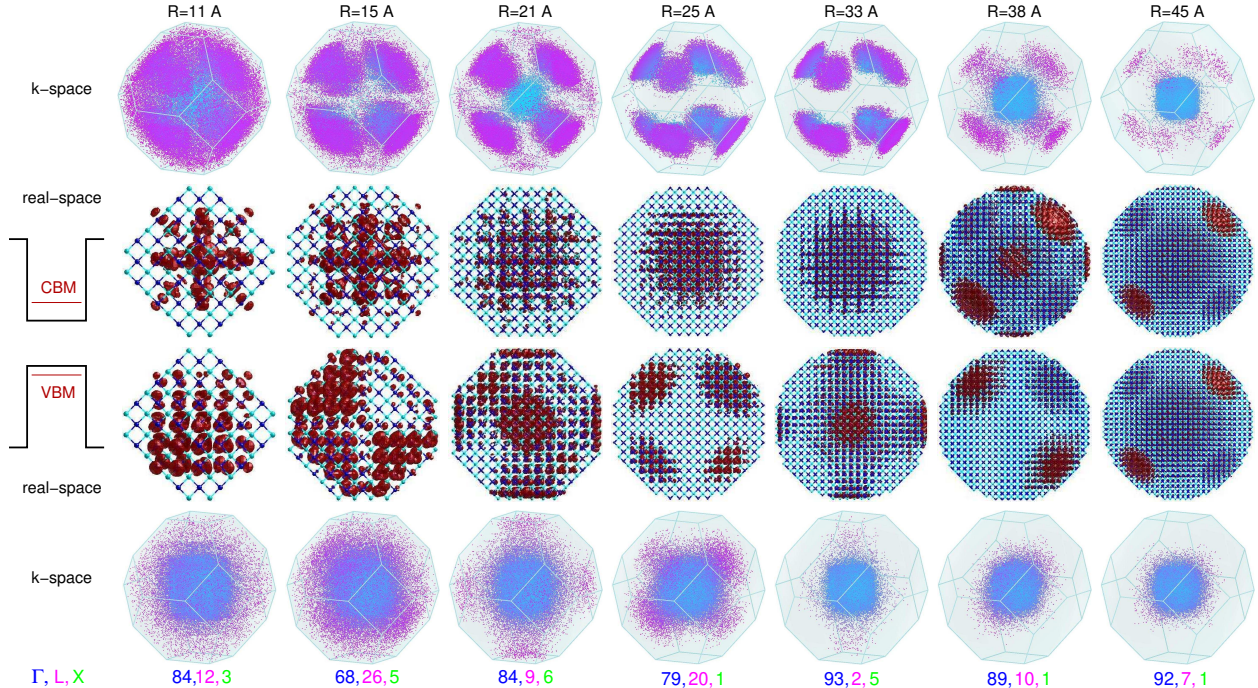 R=11 A R=15 A R=21 A R=25 A R=33 A R=38 A R=45 A
k-space
real-space
CBM
VBM
real-space
k-space
Γ, L, X 84,12,3 68,26,5 84,9,6 79,20,1 93,2,5 89,10,1 92,7,1